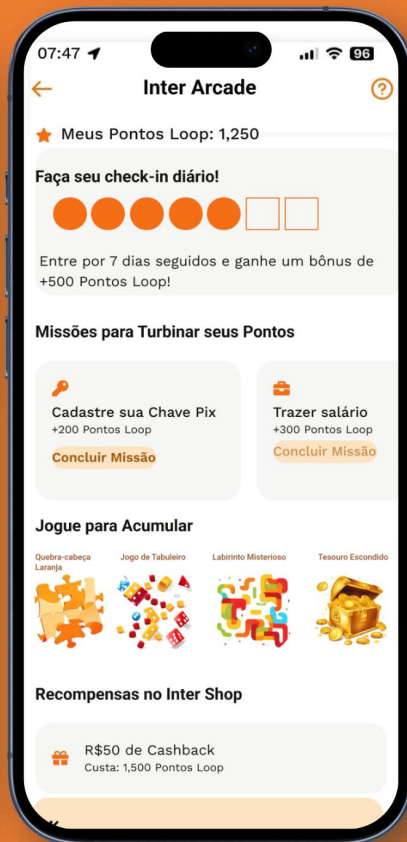 07:47
96
Inter Arcade
?
Meus Pontos Loop: 1,250
Faça seu check-in diário!
Entre por 7 dias seguidos e ganhe um bônus de
+500 Pontos Loop!
Missões para Turbinar seus Pontos
Cadastre sua Chave Pix
+200 Pontos Loop
Concluir Missão
Trazer salário
+300 Pontos Loop
Concluir Missão
Jogue para Acumular
Quebra-cabeça
Laranja
Jogo de Tabuleiro
Labirinto Misterioso
Tesouro Escondido
Recompensas no Inter Shop
R$50 de Cashback
Custa: 1,500 Pontos Loop